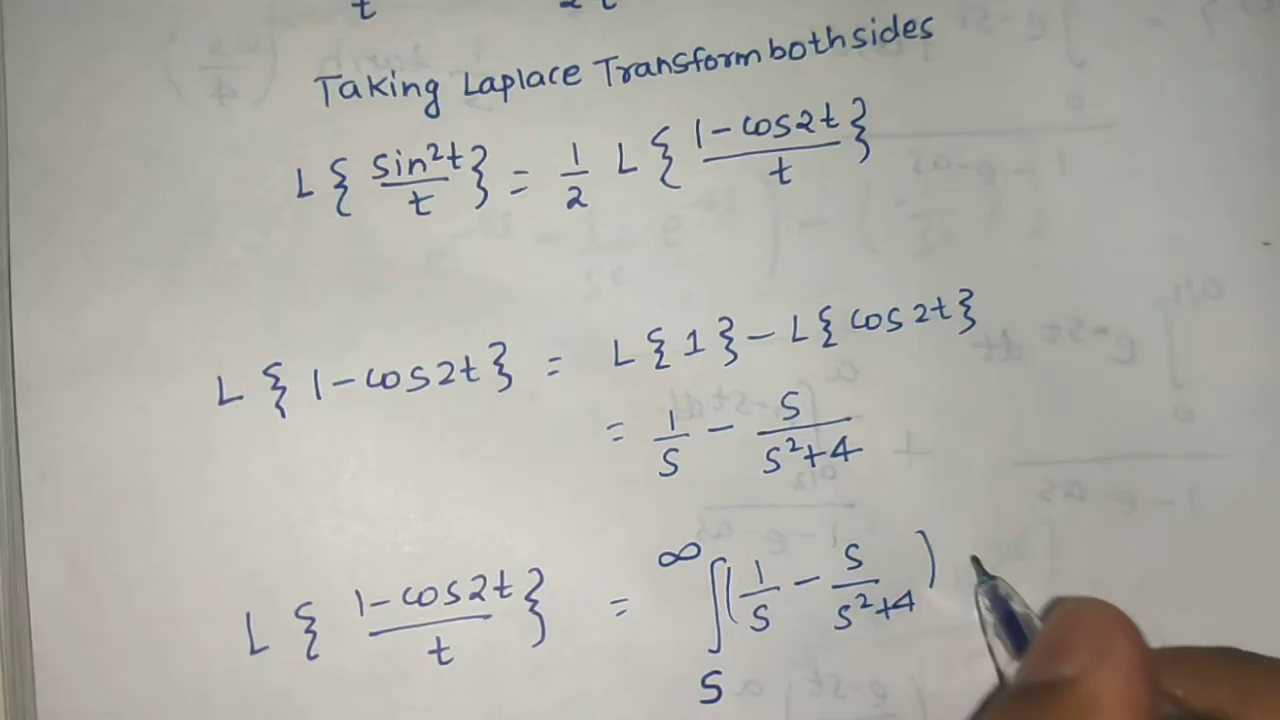 Taking Laplace Transform both sides
L { sin²t / t } = 1/2 L { 1 - cos2t / t }
L { 1 - cos2t } = L { 1 } - L { cos2t }
= 1/s - s/s²+4
L { 1 - cos2t / t } = ∫ₛ^∞ ( 1/s - s/s²+4 )